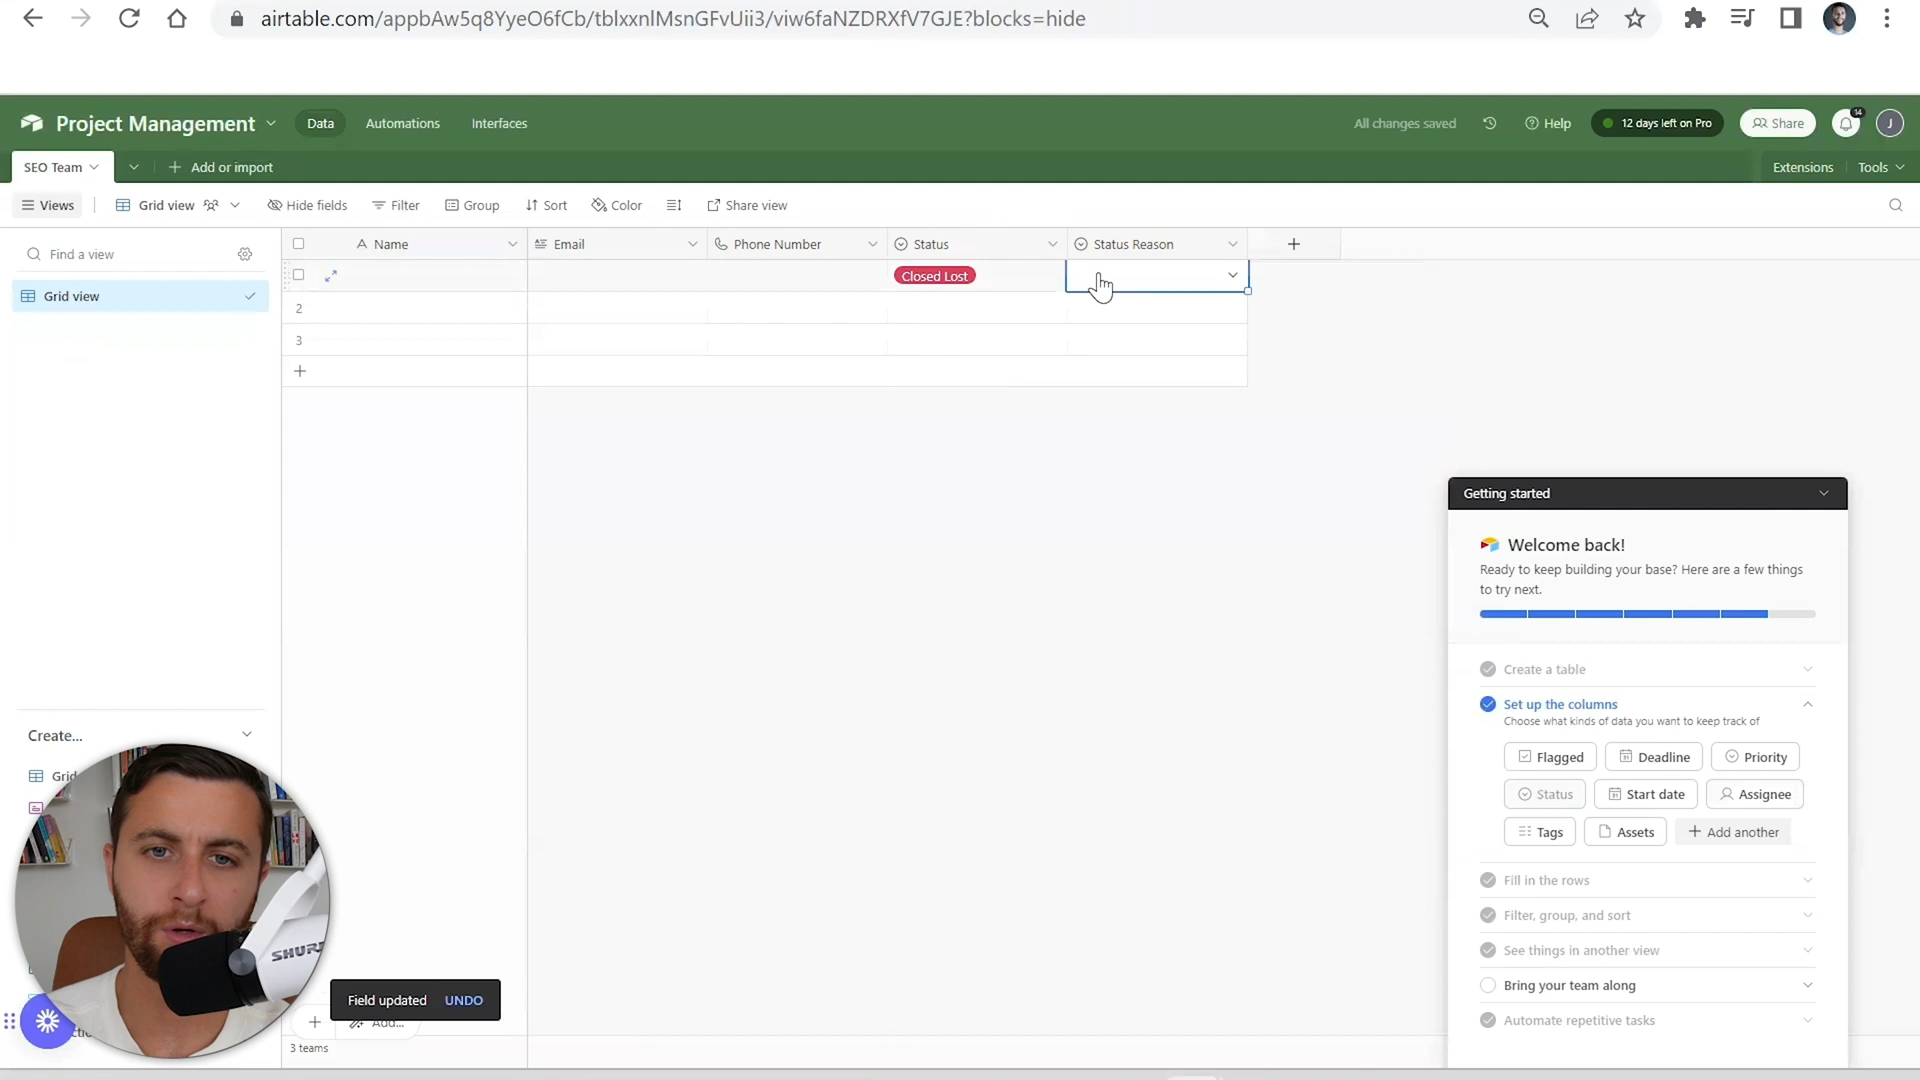 airtable.com/appbAw5q8YyeO6fCb/tblxxnlMsnGFvUii3/viw6faNZDRXfV7GJE?blocks=hide
Project Management
Data
Automations
Interfaces
All changes saved
Help
12 days left on Pro
Share
14
J
SEO Team
Add or import
Extensions
Tools
Views
Grid view
Hide fields
Filter
Group
Sort
Color
Share view
Find a view
Name
Email
Phone Number
Status
Status Reason
Grid view
Closed Lost
2
3
Getting started
Welcome back!
Ready to keep building your base? Here are a few things
to try next.
Create a table
Set up the columns
Choose what kinds of data you want to keep track of
Flagged
Deadline
Priority
Status
Start date
Assignee
Tags
Assets
Add another
Fill in the rows
Filter, group, and sort
See things in another view
Bring your team along
Automate repetitive tasks
Create...
Grid
SHURE
Field updated
UNDO
Add...
3 teams